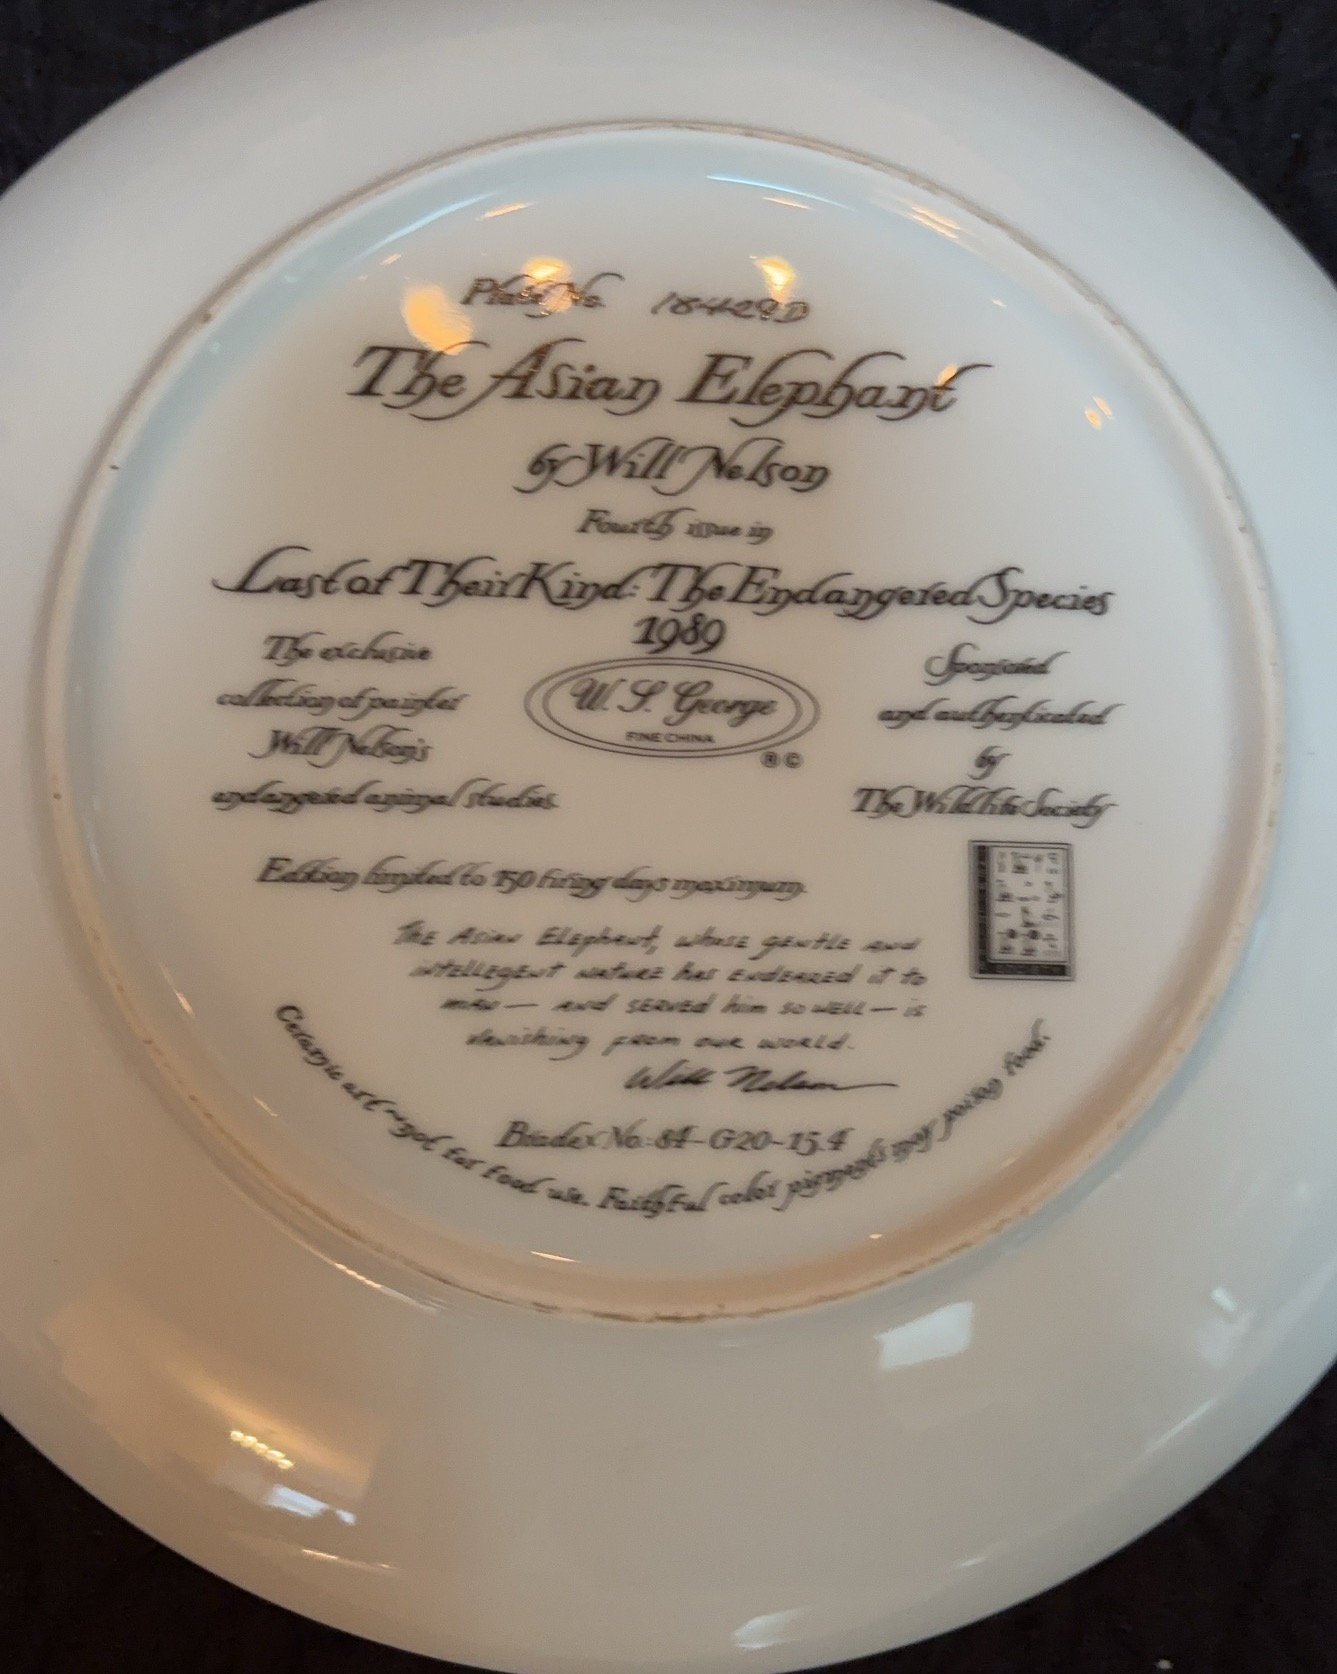 Plate No. 18429D
The Asian Elephant
by Will Nelson
Fourth issue in
Last of Their Kind: The Endangered Species
1989
The exclusive
collection of painter
Will Nelson's
endangered animal studies.
W. S. George
FINE CHINA
® ©
Sponsored
and authenticated
by
The Wildlife Society
Edition limited to 150 firing days maximum.
THE ASIAN ElEphANT, whose gENtlE AND
iNTELLEgENT NATURE hAS ENDEARED it to
mAN — AND SERVED him so wELL — is
vANishiNg fRom ouR woRld.
Will Nelson
Bradex No.: 84-G20-15.4
Ceramic art—not for food use. Faithful color pigments may poison food.